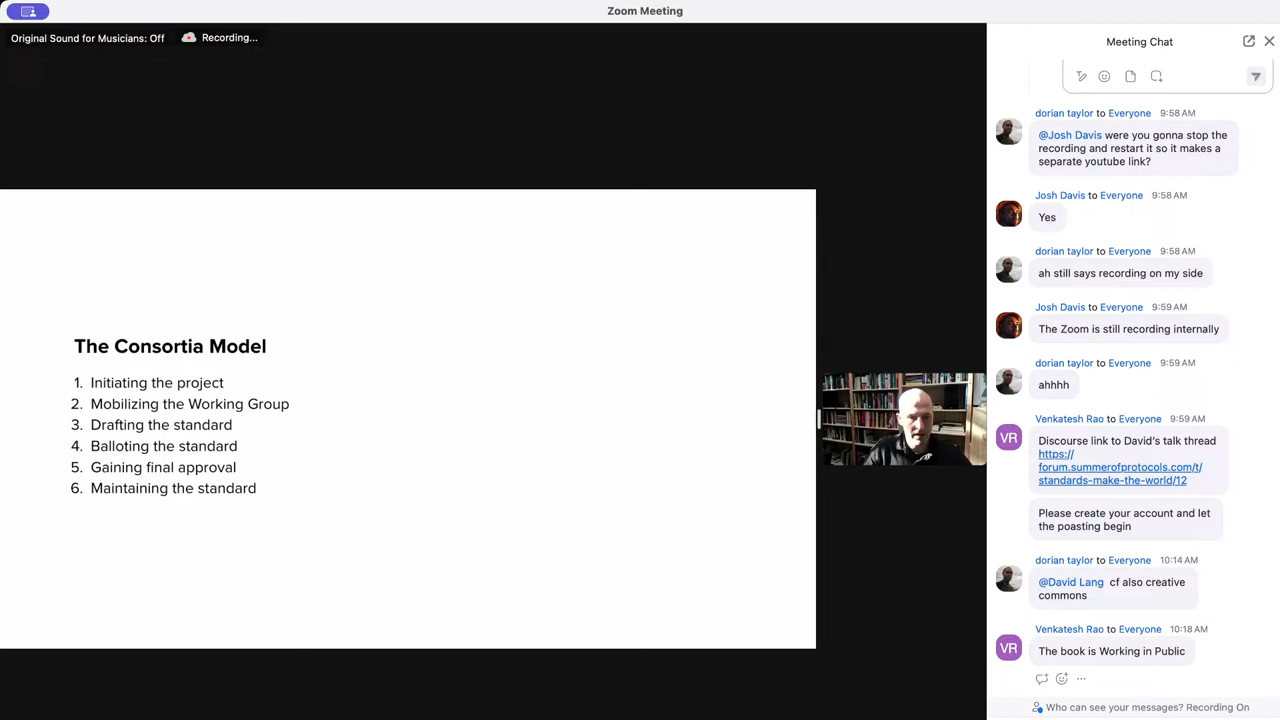 Zoom Meeting
Original Sound for Musicians: Off
Recording...
The Consortia Model
1. Initiating the project
2. Mobilizing the Working Group
3. Drafting the standard
4. Balloting the standard
5. Gaining final approval
6. Maintaining the standard
Meeting Chat
dorian taylor to Everyone 9:58 AM
@Josh Davis were you gonna stop the
recording and restart it so it makes a
separate youtube link?
Josh Davis to Everyone 9:58 AM
Yes
dorian taylor to Everyone 9:58 AM
ah still says recording on my side
Josh Davis to Everyone 9:59 AM
The Zoom is still recording internally
dorian taylor to Everyone 9:59 AM
ahhhh
Venkatesh Rao to Everyone 9:59 AM
VR
Discourse link to David's talk thread
https://
forum.summerofprotocols.com/t/
standards-make-the-world/12
Please create your account and let
the poasting begin
dorian taylor to Everyone 10:14 AM
@David Lang cf also creative
commons
Venkatesh Rao to Everyone 10:18 AM
VR
The book is Working in Public
Who can see your messages? Recording On